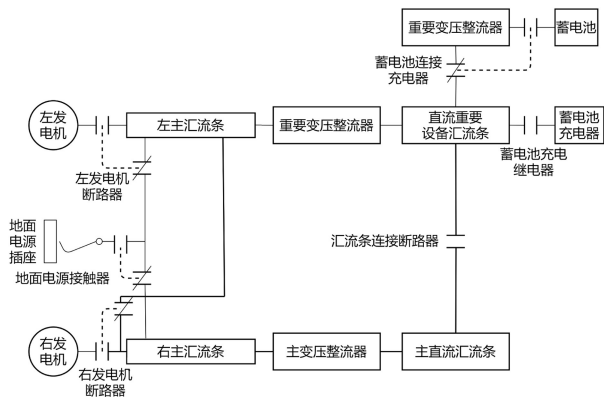 重要变压整流器
蓄电池
蓄电池连接
充电器
左发
电机
左主汇流条
重要变压整流器
直流重要
设备汇流条
蓄电池
充电器
蓄电池充电
继电器
左发电机
断路器
地面
电源
插座
汇流条连接断路器
地面电源接触器
右发
电机
右主汇流条
主变压整流器
主直流汇流条
右发电机
断路器